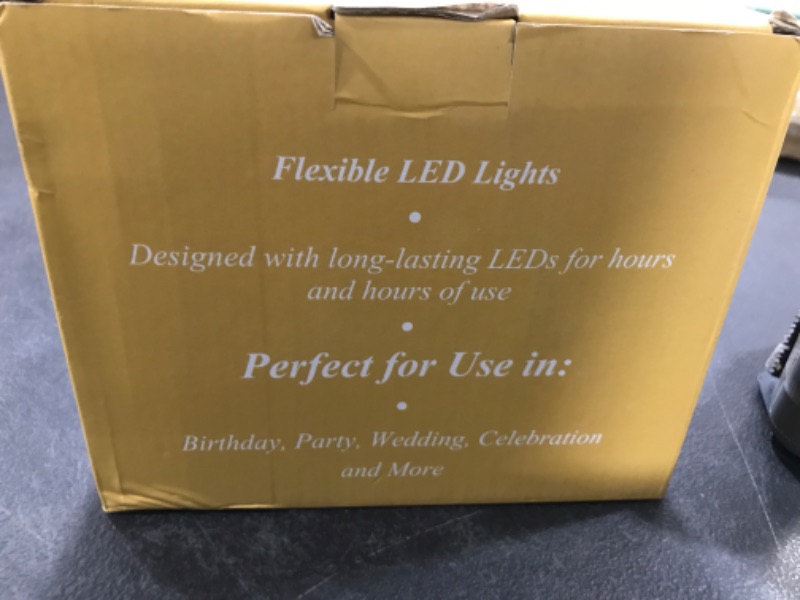 Flexible LED Lights
•
Designed with long-lasting LEDs for hours
and hours of use
•
Perfect for Use in:
•
Birthday, Party, Wedding, Celebration
and More